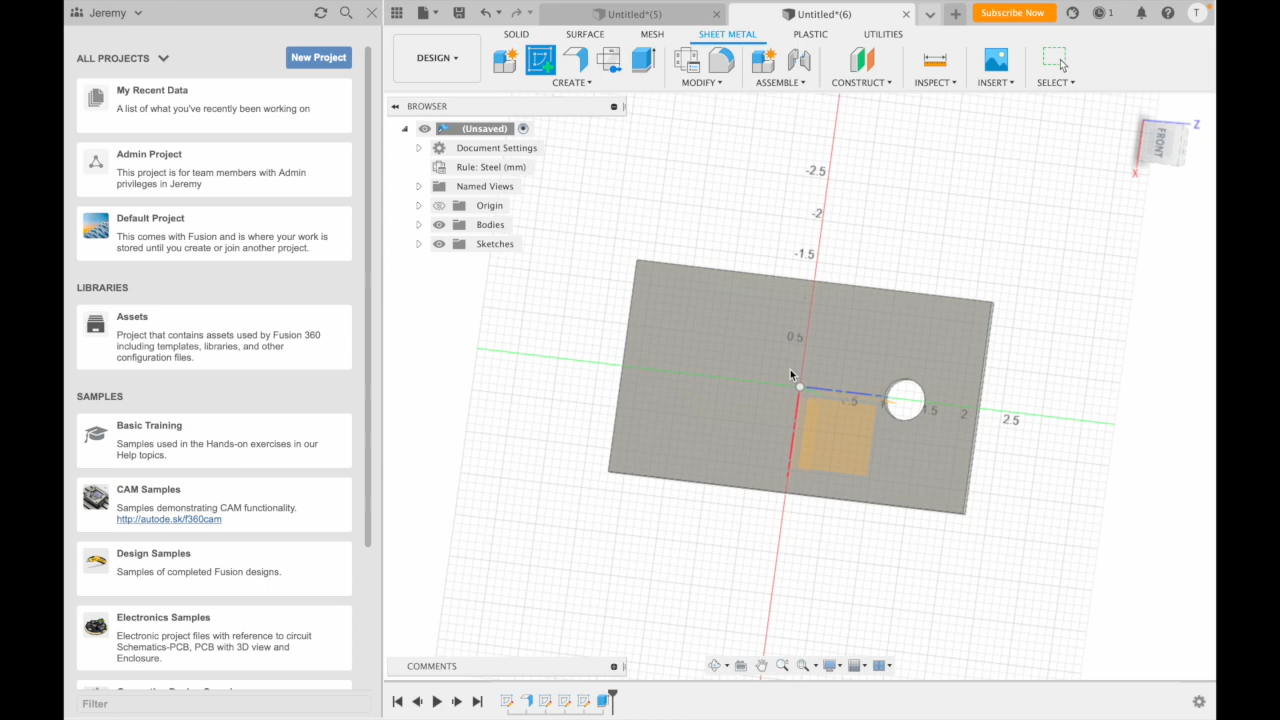 Jeremy
Untitled*(5)
Untitled*(6)
Subscribe Now
1
T
ALL PROJECTS
New Project
My Recent Data
A list of what you've recently been working on
Admin Project
This project is for team members with Admin
privileges in Jeremy
Default Project
This comes with Fusion and is where your work is
stored until you create or join another project.
LIBRARIES
Assets
Project that contains assets used by Fusion 360
including templates, libraries, and other
configuration files.
SAMPLES
Basic Training
Samples used in the Hands-on exercises in our
Help topics.
CAM Samples
Samples demonstrating CAM functionality.
http://autode.sk/f360cam
Design Samples
Samples of completed Fusion designs.
Electronics Samples
Electronic project files with reference to circuit
Schematics-PCB, PCB with 3D view and
Enclosure.
Filter
DESIGN
SOLID
SURFACE
MESH
SHEET METAL
PLASTIC
UTILITIES
CREATE
MODIFY
ASSEMBLE
CONSTRUCT
INSPECT
INSERT
SELECT
BROWSER
(Unsaved)
Document Settings
Rule: Steel (mm)
Named Views
Origin
Bodies
Sketches
FRONT
Z
X
-2.5
-2
-1.5
0.5
1.5
2
2.5
COMMENTS